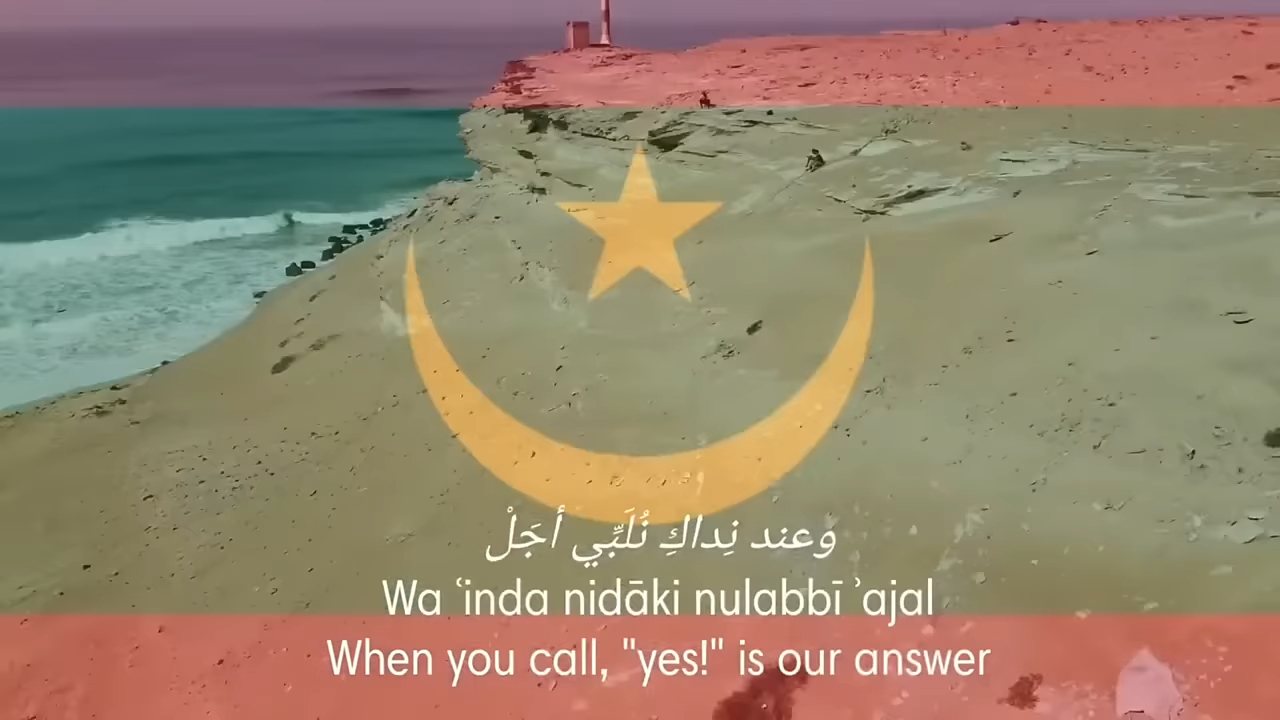 وعند نِداكِ نُلَبِّي أجَلْ
Wa ʿinda nidāki nulabbī ʾajal
When you call, "yes!" is our answer